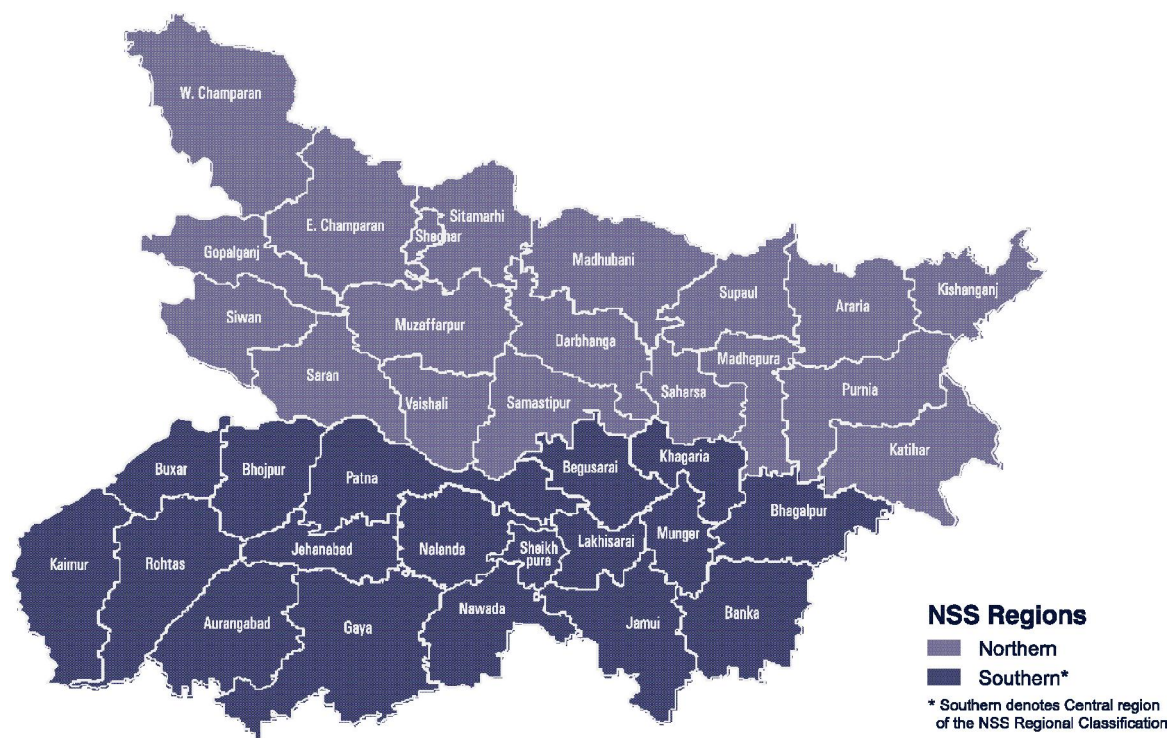 W. Champaran
E. Champaran
Sitamarhi
Sheohar
Gopalganj
Madhubani
Supaul
Araria
Kishanganj
Siwan
Muzaffarpur
Darbhanga
Madhepura
Saran
Vaishali
Samastipur
Saharsa
Purnia
Katihar
Buxar
Bhojpur
Patna
Begusarai
Khagaria
Bhagalpur
Kaimur
Rohtas
Jehanabad
Nalanda
Sheikh
pura
Lakhisarai
Munger
Aurangabad
Gaya
Nawada
Jamui
Banka
NSS Regions
Northern
Southern*
* Southern denotes Central region
of the NSS Regional Classification